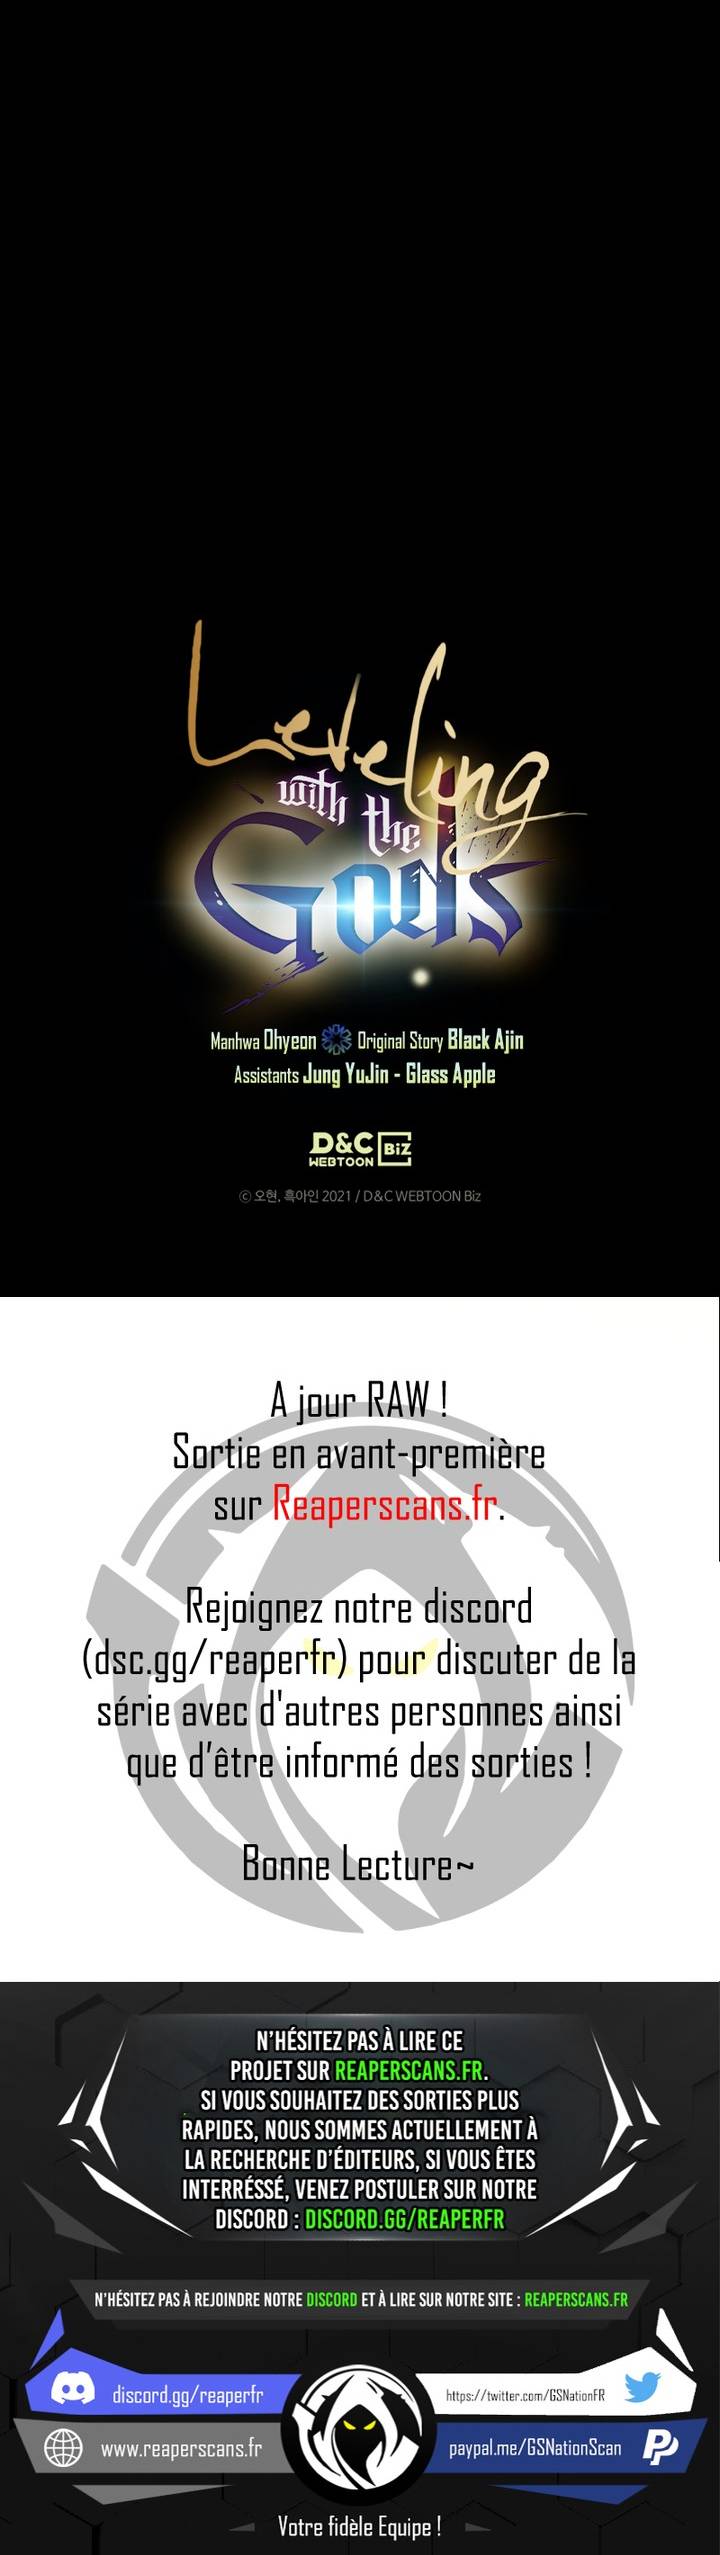 Leveling
with the
Gods
Manhwa Ohyeon Original Story Black Ajin
Assistants Jung YuJin - Glass Apple
D&C BiZ
WEBTOON
ⓒ 오현, 흑아인 2021 / D&C WEBTOON Biz
A jour RAW !
Sortie en avant-première
sur Reaperscans.fr.
Rejoignez notre discord
(dsc.gg/reaperfr) pour discuter de la
série avec d'autres personnes ainsi
que d'être informé des sorties !
Bonne Lecture~
N'HÉSITEZ PAS À LIRE CE
PROJET SUR REAPERSCANS.FR.
SI VOUS SOUHAITEZ DES SORTIES PLUS
RAPIDES, NOUS SOMMES ACTUELLEMENT À
LA RECHERCHE D'ÉDITEURS, SI VOUS ÊTES
INTERRÉSSÉ, VENEZ POSTULER SUR NOTRE
DISCORD : DISCORD.GG/REAPERFR
N'HÉSITEZ PAS À REJOINDRE NOTRE DISCORD ET À LIRE SUR NOTRE SITE : REAPERSCANS.FR
discord.gg/reaperfr
https://twitter.com/GSNationFR
www.reaperscans.fr
paypal.me/GSNationScan
Votre fidèle Equipe !